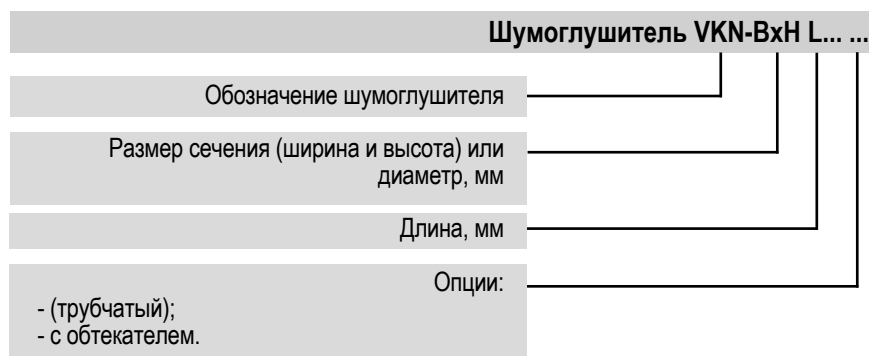 Шумоглушитель VKN-BxH L... ...
Обозначение шумоглушителя
Размер сечения (ширина и высота) или
диаметр, мм
Длина, мм
Опции:
- (трубчатый);
- с обтекателем.